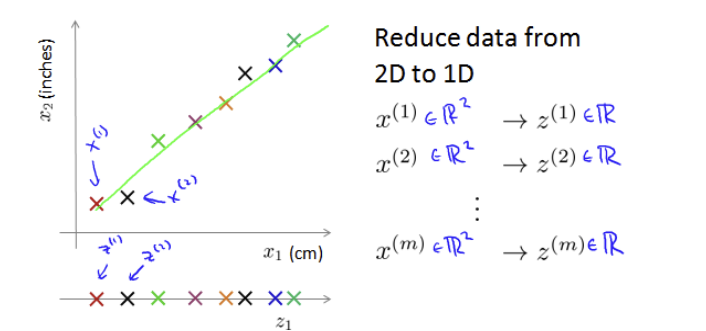 Reduce data from
2D to 1D
x₂ (inches)
x⁽¹⁾
x⁽²⁾
x₁ (cm)
z⁽¹⁾
z⁽²⁾
z₁
x⁽¹⁾ ∈ ℝ² → z⁽¹⁾ ∈ ℝ
x⁽²⁾ ∈ ℝ² → z⁽²⁾ ∈ ℝ
⋮
x⁽ᵐ⁾ ∈ ℝ² → z⁽ᵐ⁾ ∈ ℝ